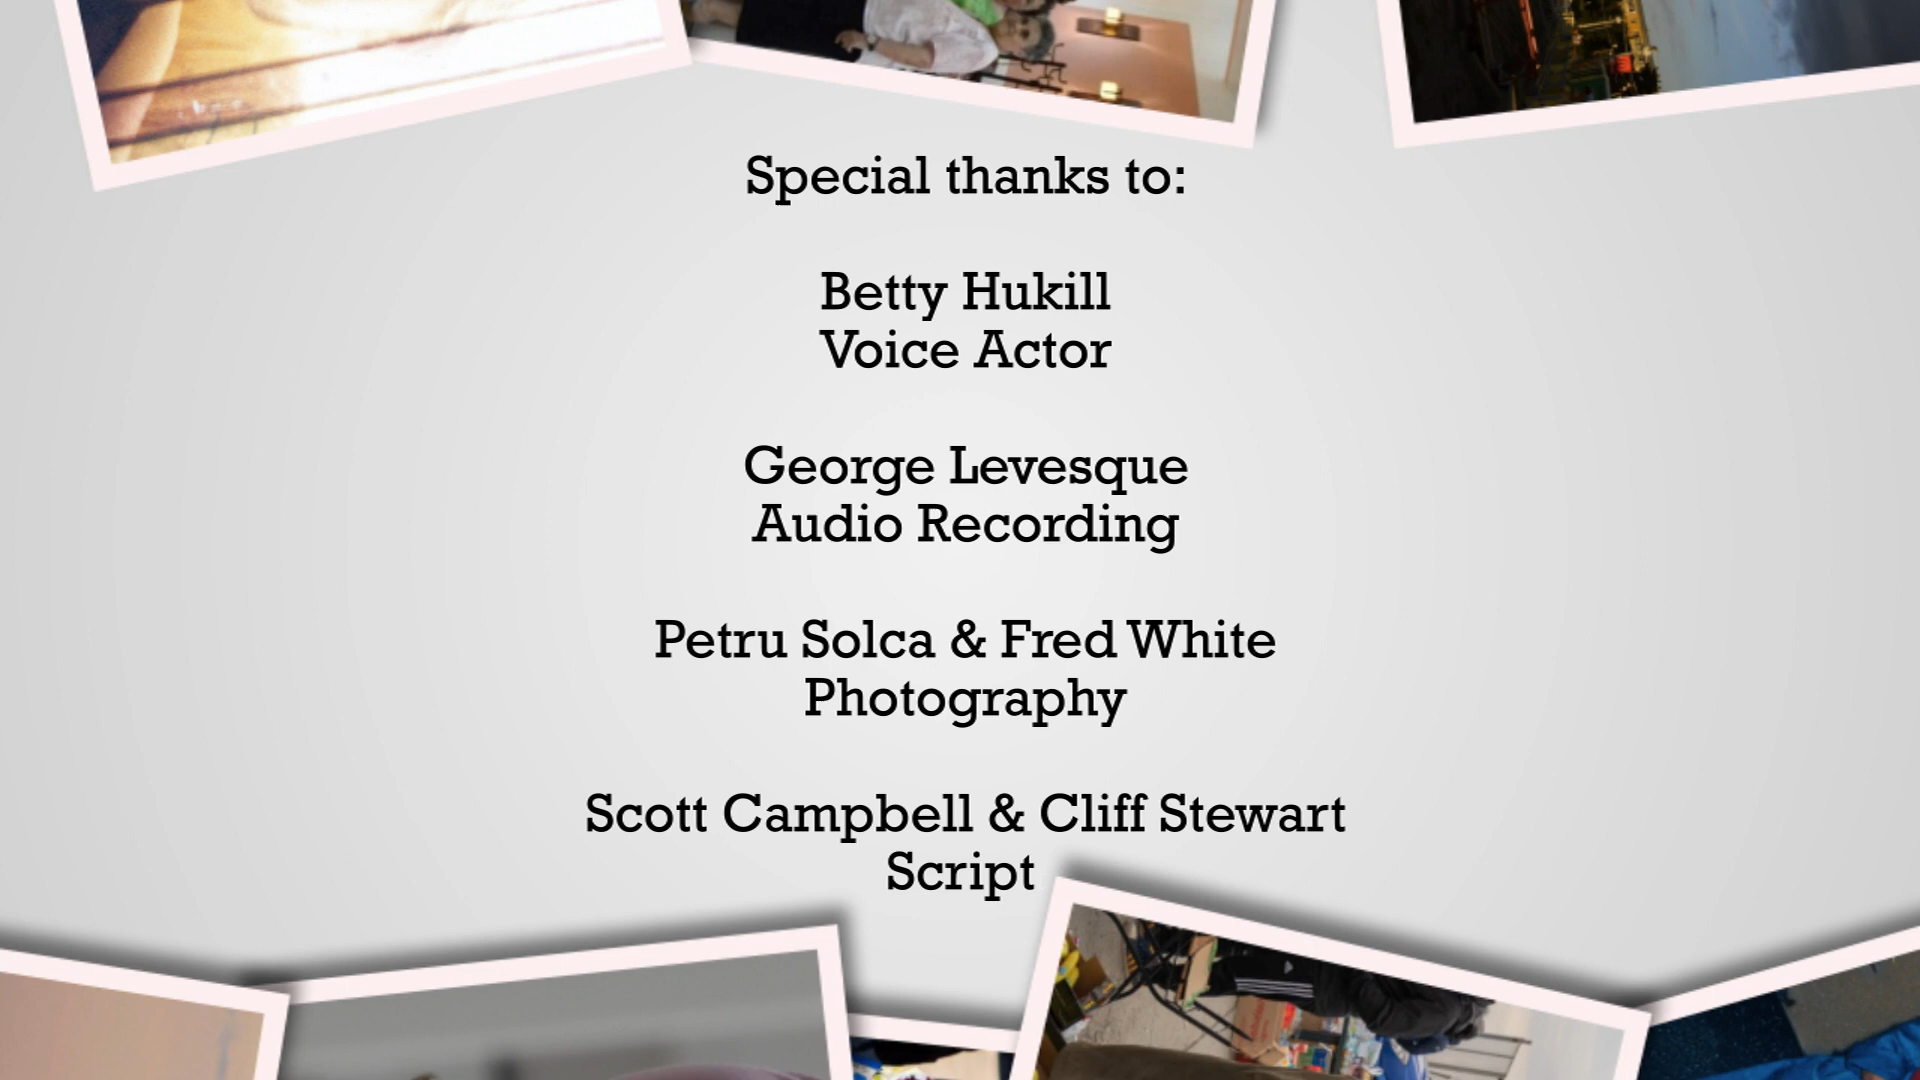 Special thanks to:
Betty Hukill
Voice Actor
George Levesque
Audio Recording
Petru Solca & Fred White
Photography
Scott Campbell & Cliff Stewart
Script